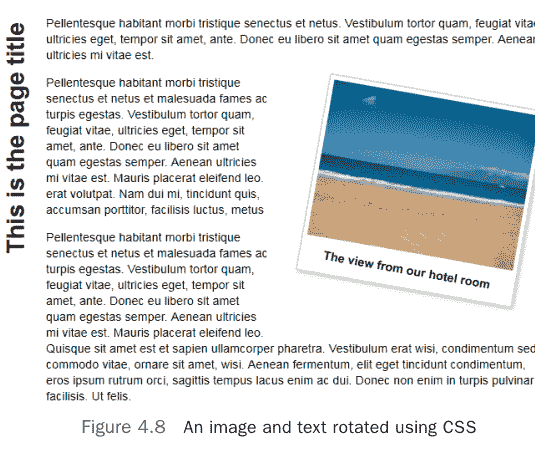 This is the page title
Pellentesque habitant morbi tristique senectus et netus. Vestibulum tortor quam, feugiat vitae
ultricies eget, tempor sit amet, ante. Donec eu libero sit amet quam egestas semper. Aenean
ultricies mi vitae est.
Pellentesque habitant morbi tristique
senectus et netus et malesuada fames ac
turpis egestas. Vestibulum tortor quam,
feugiat vitae, ultricies eget, tempor sit
amet, ante. Donec eu libero sit amet
quam egestas semper. Aenean ultricies
mi vitae est. Mauris placerat eleifend leo.
erat volutpat. Nam dui mi, tincidunt quis,
accumsan porttitor, facilisis luctus, metus
The view from our hotel room
Pellentesque habitant morbi tristique
senectus et netus et malesuada fames ac
turpis egestas. Vestibulum tortor quam,
feugiat vitae, ultricies eget, tempor sit
amet, ante. Donec eu libero sit amet
quam egestas semper. Aenean ultricies
mi vitae est. Mauris placerat eleifend leo.
Quisque sit amet est et sapien ullamcorper pharetra. Vestibulum erat wisi, condimentum sed
commodo vitae, ornare sit amet, wisi. Aenean fermentum, elit eget tincidunt condimentum,
eros ipsum rutrum orci, sagittis tempus lacus enim ac dui. Donec non enim in turpis pulvinar
facilisis. Ut felis.
Figure 4.8 An image and text rotated using CSS